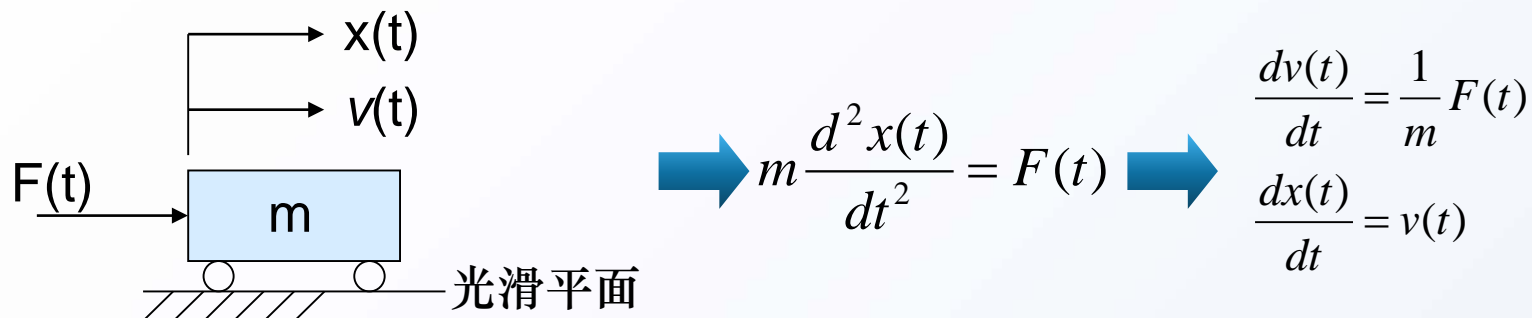 x(t)
v(t)
F(t)
m
光滑平面
m d²x(t)/dt² = F(t)
dv(t)/dt = 1/m F(t)
dx(t)/dt = v(t)